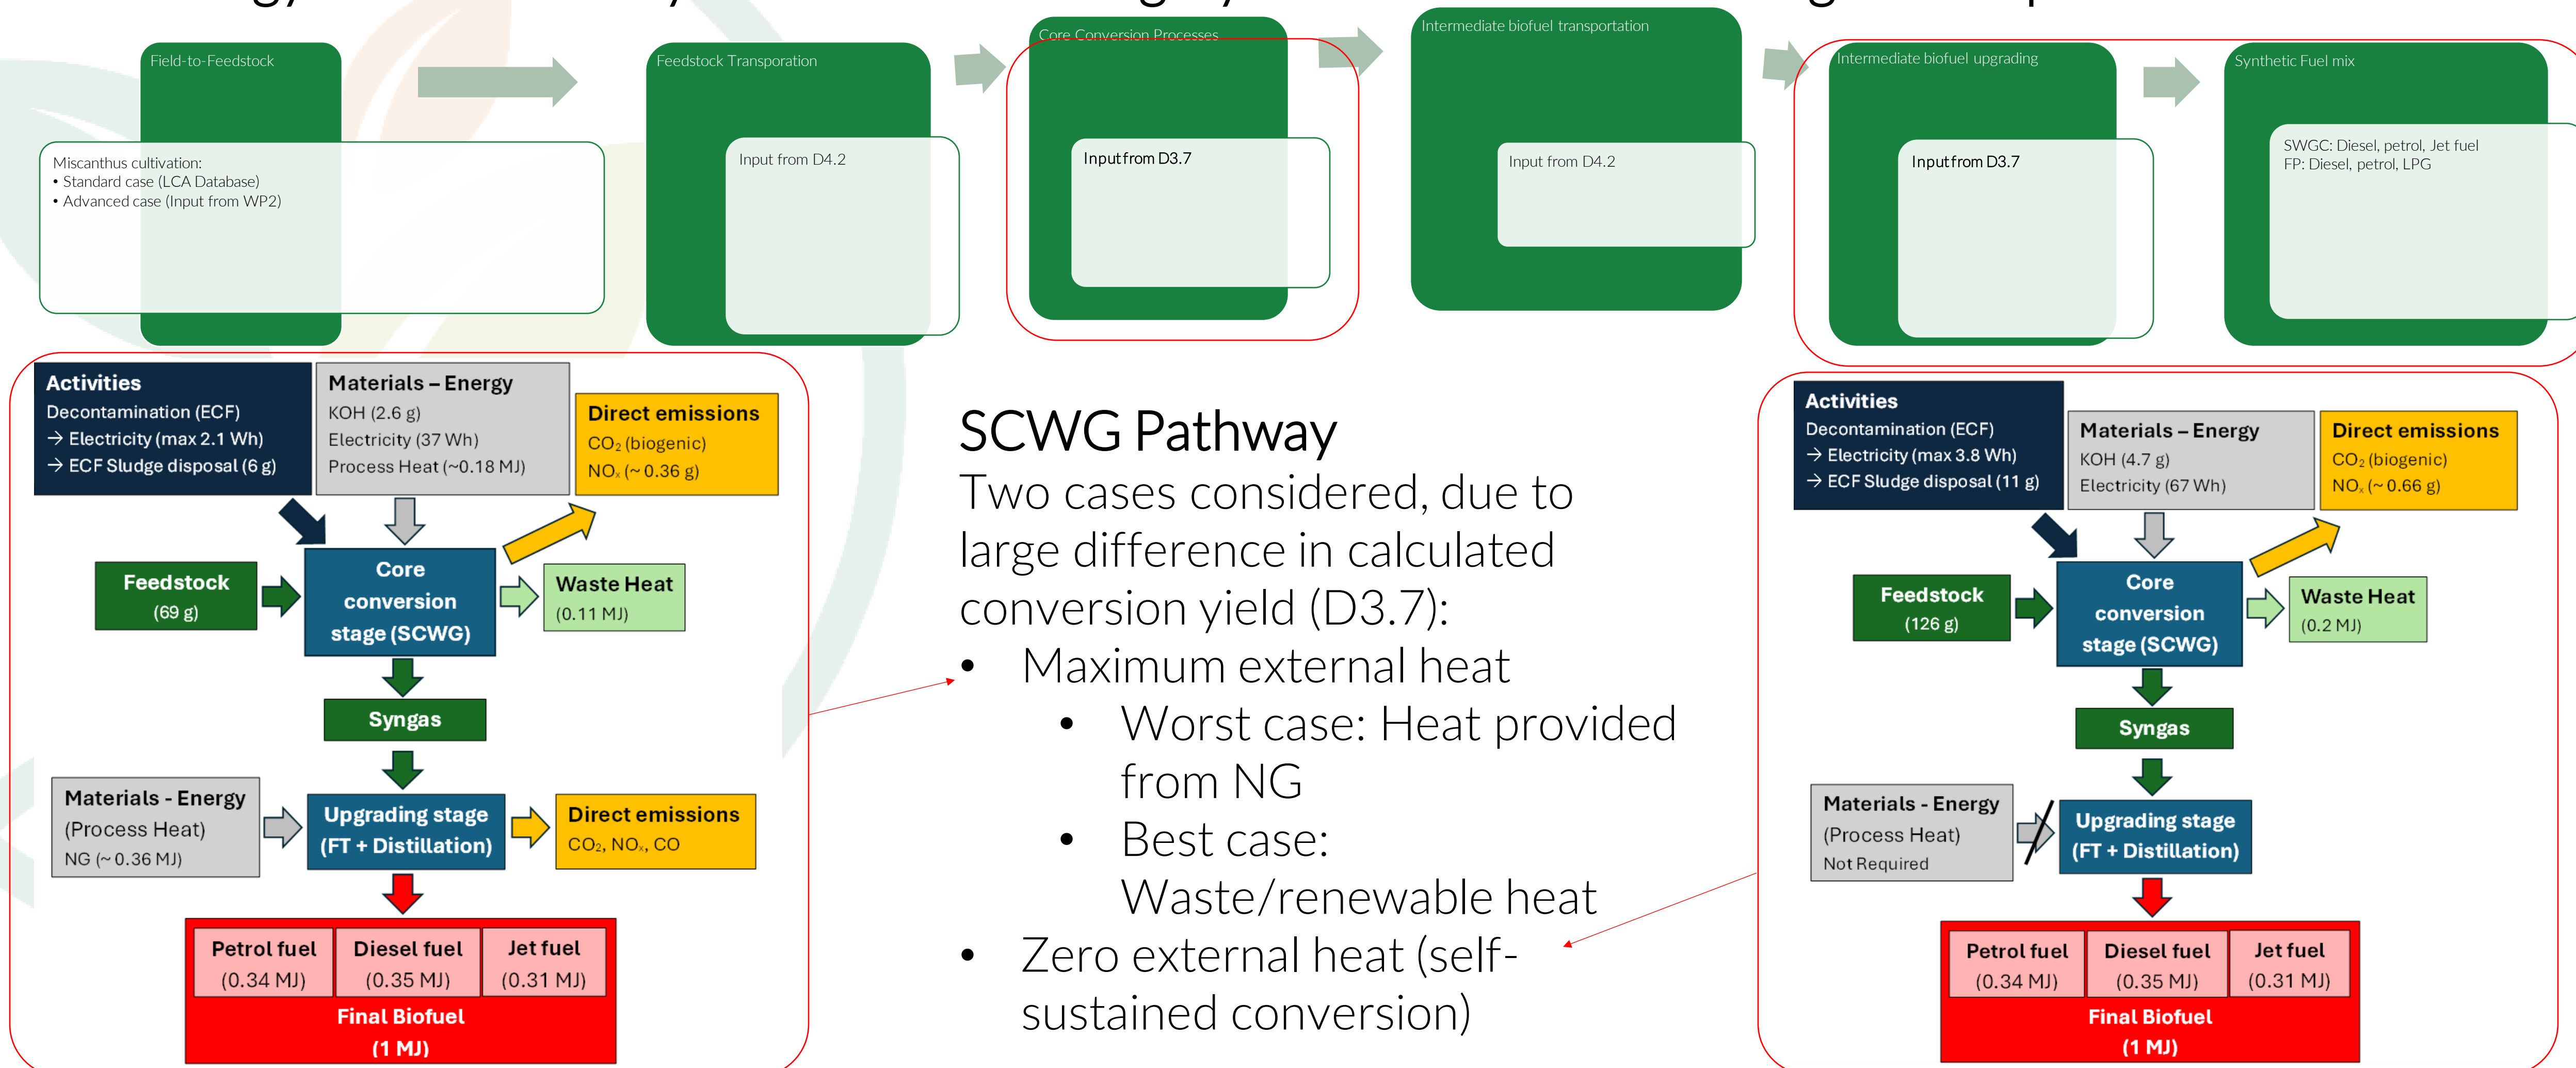 Field-to-Feedstock
Miscanthus cultivation:
• Standard case (LCA Database)
• Advanced case (Input from WP2)
Feedstock Transporation
Input from D4.2
Core Conversion Processes
Input from D3.7
Intermediate biofuel transportation
Input from D4.2
Intermediate biofuel upgrading
Input from D3.7
Synthetic Fuel mix
SWGC: Diesel, petrol, Jet fuel
FP: Diesel, petrol, LPG
Activities
Decontamination (ECF)
→ Electricity (max 2.1 Wh)
→ ECF Sludge disposal (6 g)
Materials – Energy
KOH (2.6 g)
Electricity (37 Wh)
Process Heat (~0.18 MJ)
Direct emissions
CO₂ (biogenic)
NOₓ (~ 0.36 g)
Feedstock
(69 g)
Core
conversion
stage (SCWG)
Waste Heat
(0.11 MJ)
Syngas
Materials - Energy
(Process Heat)
NG (~ 0.36 MJ)
Upgrading stage
(FT + Distillation)
Direct emissions
CO₂, NOₓ, CO
Petrol fuel
(0.34 MJ)
Diesel fuel
(0.35 MJ)
Jet fuel
(0.31 MJ)
Final Biofuel
(1 MJ)
SCWG Pathway
Two cases considered, due to
large difference in calculated
conversion yield (D3.7):
• Maximum external heat
• Worst case: Heat provided
from NG
• Best case:
Waste/renewable heat
• Zero external heat (self-
sustained conversion)
Activities
Decontamination (ECF)
→ Electricity (max 3.8 Wh)
→ ECF Sludge disposal (11 g)
Materials – Energy
KOH (4.7 g)
Electricity (67 Wh)
Direct emissions
CO₂ (biogenic)
NOₓ (~ 0.66 g)
Feedstock
(126 g)
Core
conversion
stage (SCWG)
Waste Heat
(0.2 MJ)
Syngas
Materials - Energy
(Process Heat)
Not Required
Upgrading stage
(FT + Distillation)
Petrol fuel
(0.34 MJ)
Diesel fuel
(0.35 MJ)
Jet fuel
(0.31 MJ)
Final Biofuel
(1 MJ)